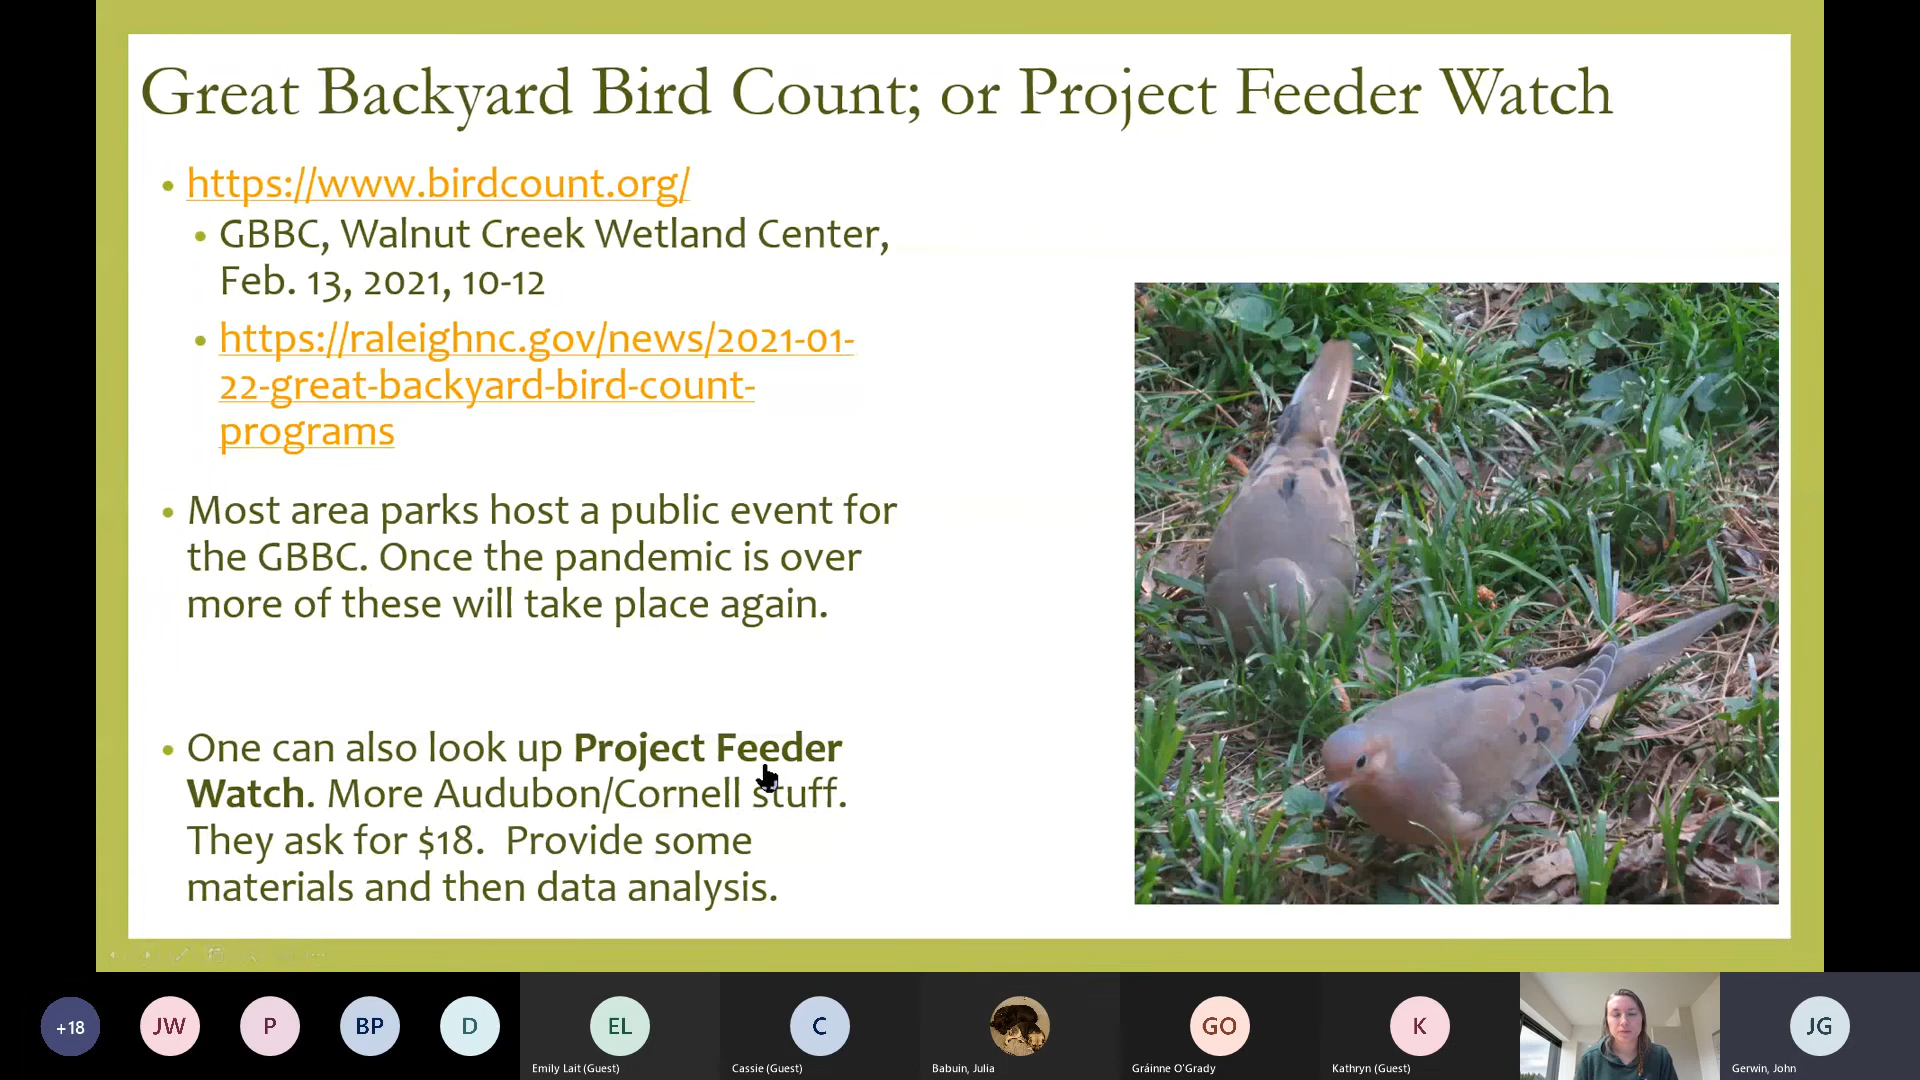 Great Backyard Bird Count; or Project Feeder Watch
• https://www.birdcount.org/
• GBBC, Walnut Creek Wetland Center,
Feb. 13, 2021, 10-12
• https://raleighnc.gov/news/2021-01-
22-great-backyard-bird-count-
programs
• Most area parks host a public event for
the GBBC. Once the pandemic is over
more of these will take place again.
• One can also look up Project Feeder
Watch. More Audubon/Cornell stuff.
They ask for $18.  Provide some
materials and then data analysis.
+18
JW
P
BP
D
EL
C
GO
K
JG
Emily Lait (Guest)
Cassie (Guest)
Babuin, Julia
Gráinne O'Grady
Kathryn (Guest)
Gerwin, John